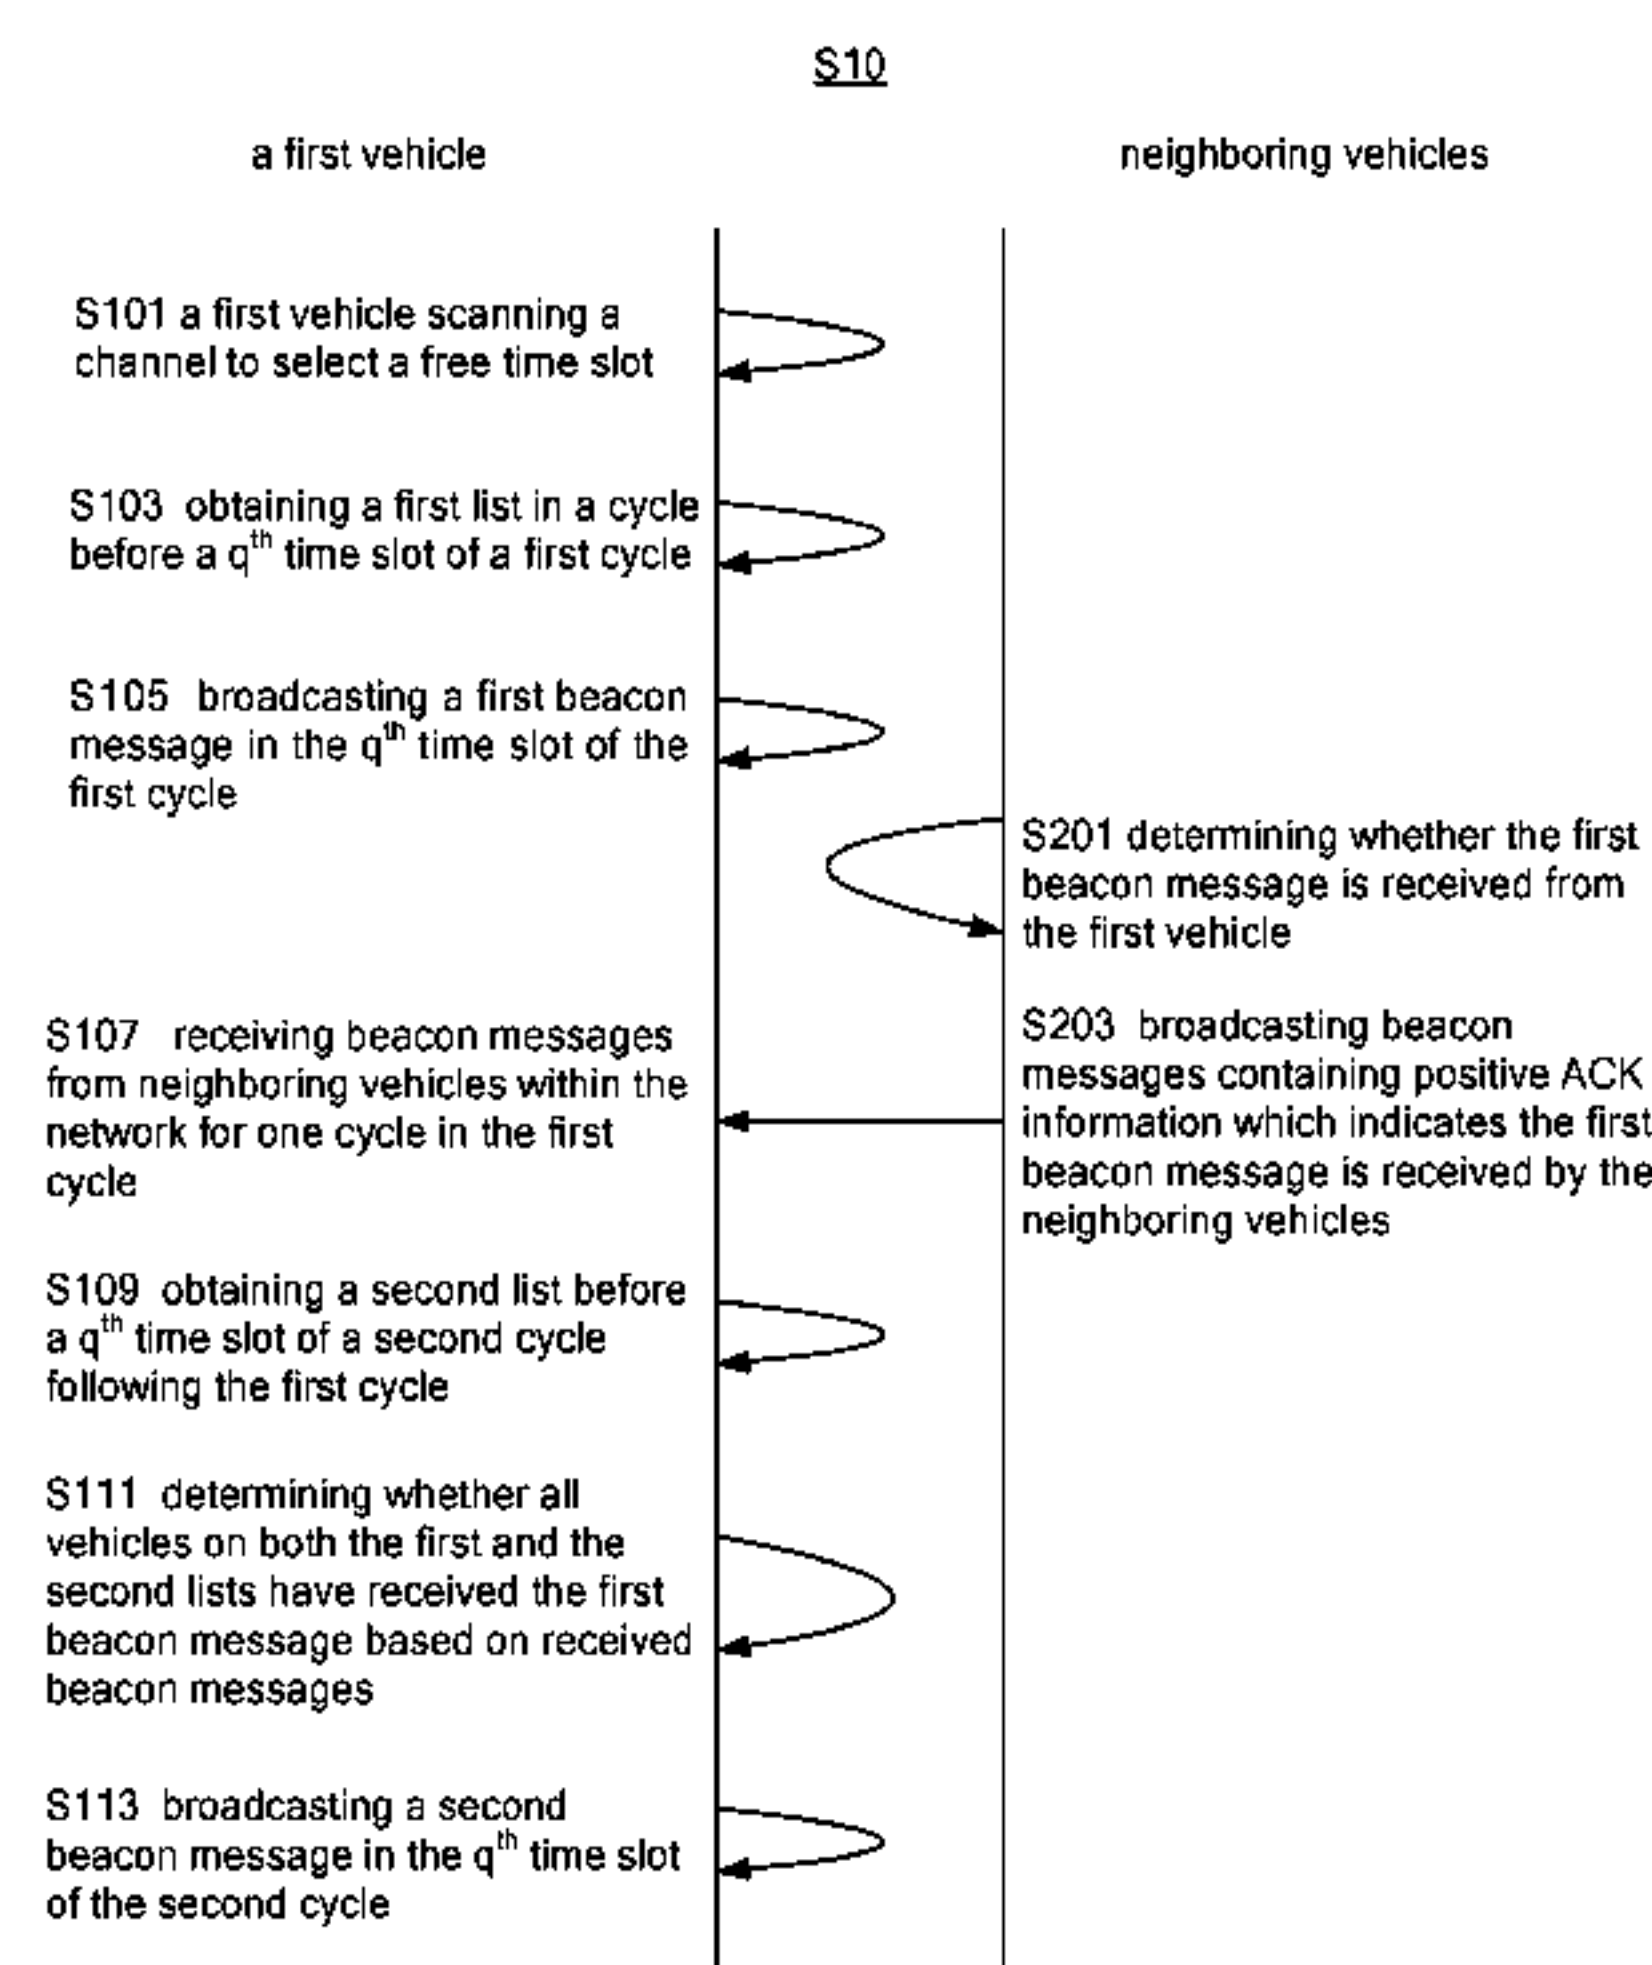 S10
a first vehicle
neighboring vehicles
S101 a first vehicle scanning a
channel to select a free time slot
S103 obtaining a first list in a cycle
before a qth time slot of a first cycle
S105 broadcasting a first beacon
message in the qth time slot of the
first cycle
S201 determining whether the first
beacon message is received from
the first vehicle
S107 receiving beacon messages
from neighboring vehicles within the
network for one cycle in the first
cycle
S203 broadcasting beacon
messages containing positive ACK
information which indicates the first
beacon message is received by the
neighboring vehicles
S109 obtaining a second list before
a qth time slot of a second cycle
following the first cycle
S111 determining whether all
vehicles on both the first and the
second lists have received the first
beacon message based on received
beacon messages
S113 broadcasting a second
beacon message in the qth time slot
of the second cycle